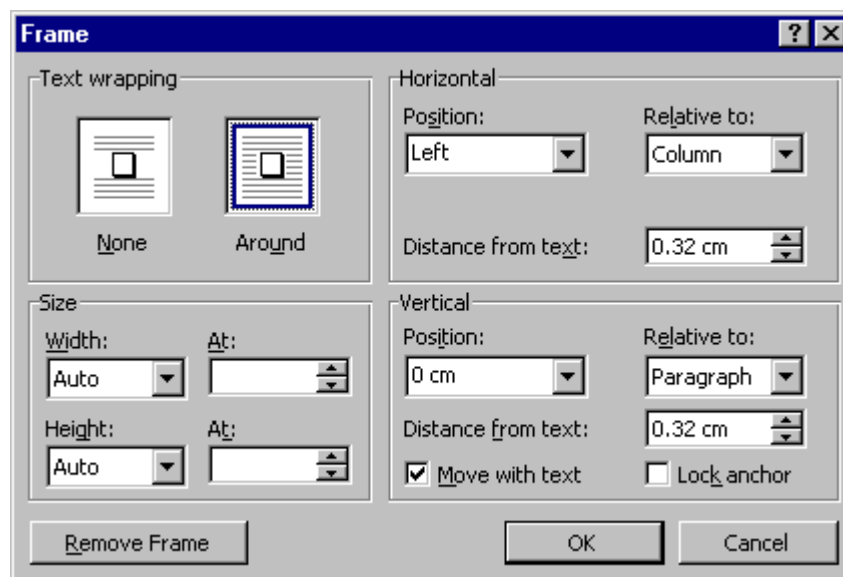 Frame
Text wrapping
None
Around
Horizontal
Position:
Relative to:
Left
Column
Distance from text:
0.32 cm
Size
Width:
At:
Auto
Height:
At:
Auto
Vertical
Position:
Relative to:
0 cm
Paragraph
Distance from text:
0.32 cm
Move with text
Lock anchor
Remove Frame
OK
Cancel